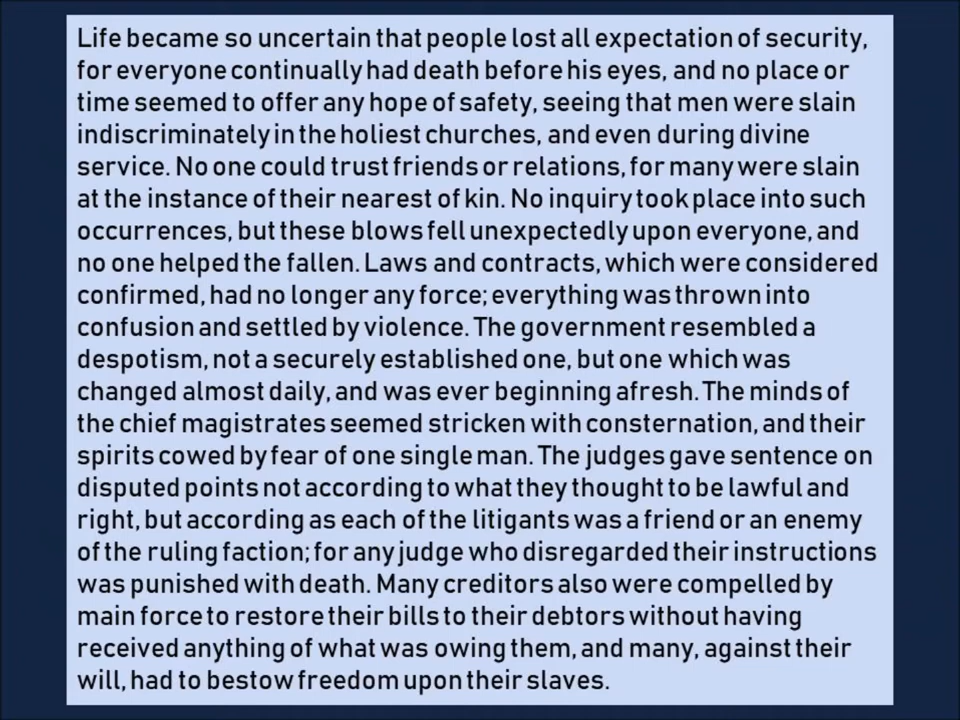 Life became so uncertain that people lost all expectation of security,
for everyone continually had death before his eyes, and no place or
time seemed to offer any hope of safety, seeing that men were slain
indiscriminately in the holiest churches, and even during divine
service. No one could trust friends or relations, for many were slain
at the instance of their nearest of kin. No inquiry took place into such
occurrences, but these blows fell unexpectedly upon everyone, and
no one helped the fallen. Laws and contracts, which were considered
confirmed, had no longer any force; everything was thrown into
confusion and settled by violence. The government resembled a
despotism, not a securely established one, but one which was
changed almost daily, and was ever beginning afresh. The minds of
the chief magistrates seemed stricken with consternation, and their
spirits cowed by fear of one single man. The judges gave sentence on
disputed points not according to what they thought to be lawful and
right, but according as each of the litigants was a friend or an enemy
of the ruling faction; for any judge who disregarded their instructions
was punished with death. Many creditors also were compelled by
main force to restore their bills to their debtors without having
received anything of what was owing them, and many, against their
will, had to bestow freedom upon their slaves.